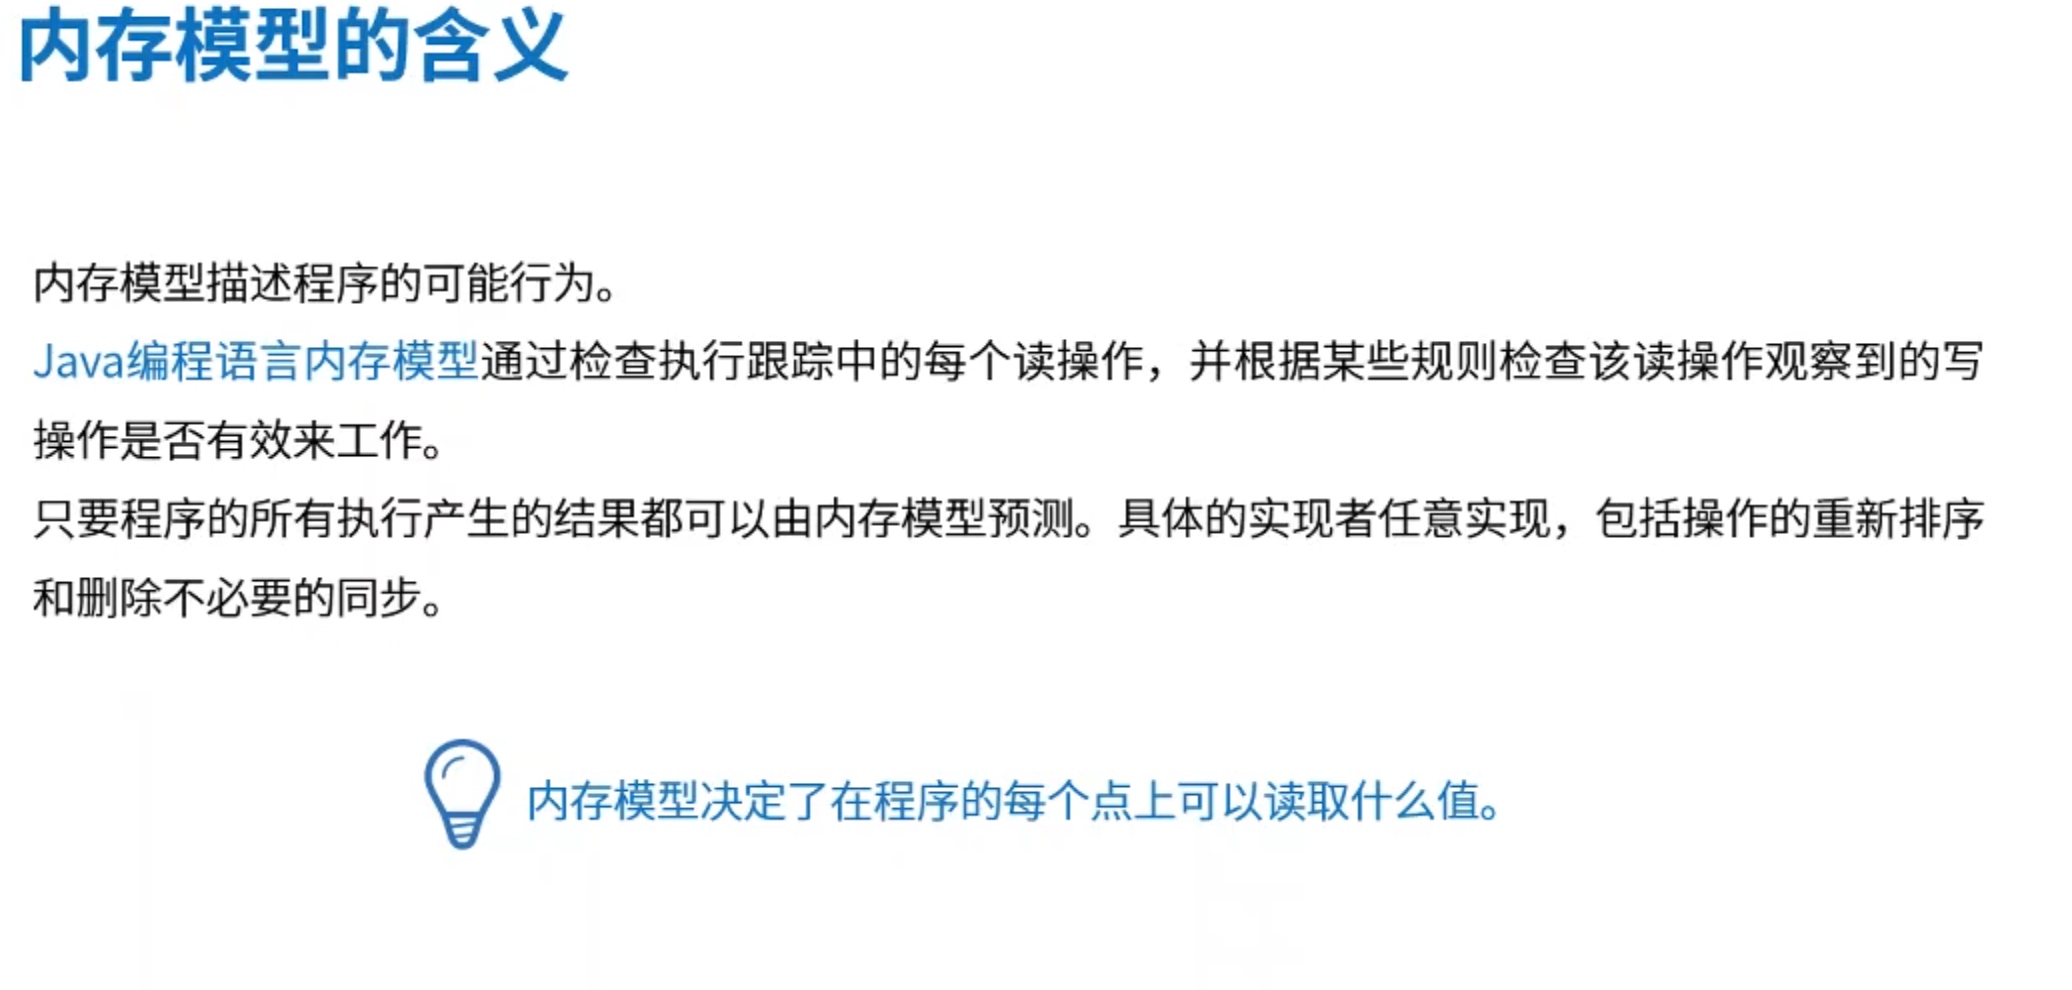 内存模型的含义
内存模型描述程序的可能行为。
Java编程语言内存模型通过检查执行跟踪中的每个读操作，并根据某些规则检查该读操作观察到的写
操作是否有效来工作。
只要程序的所有执行产生的结果都可以由内存模型预测。具体的实现者任意实现，包括操作的重新排序
和删除不必要的同步。
内存模型决定了在程序的每个点上可以读取什么值。